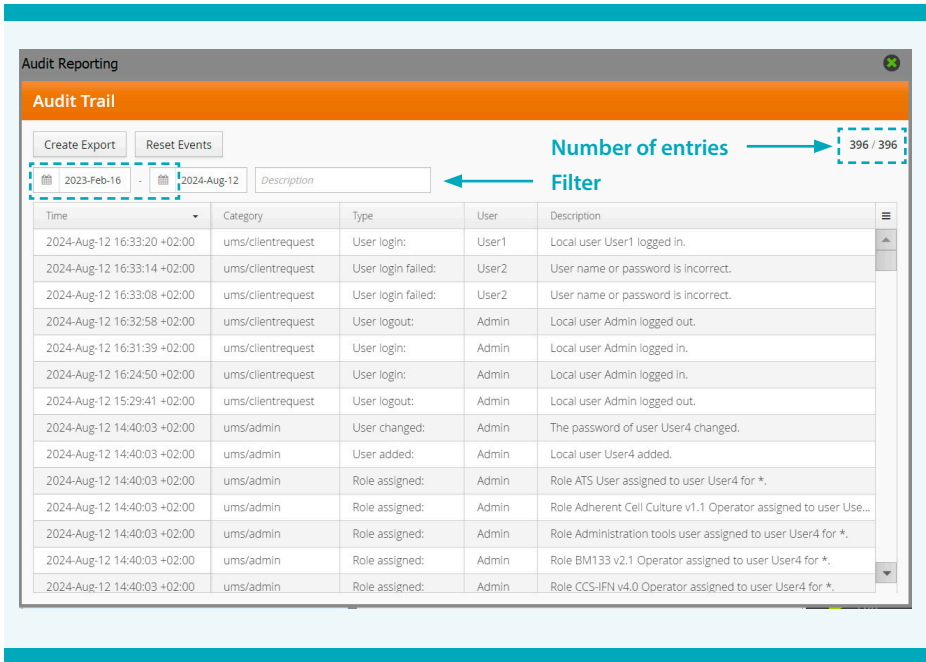 Audit Reporting
Audit Trail
Create Export Reset Events Number of entries 396 / 396
2023-Feb-16 - 2024-Aug-12 Description Filter
Time Category Type User Description
2024-Aug-12 16:33:20 +02:00 ums/clientrequest User login: User1 Local user User1 logged in.
2024-Aug-12 16:33:14 +02:00 ums/clientrequest User login failed: User2 User name or password is incorrect.
2024-Aug-12 16:33:08 +02:00 ums/clientrequest User login failed: User2 User name or password is incorrect.
2024-Aug-12 16:32:58 +02:00 ums/clientrequest User logout: Admin Local user Admin logged out.
2024-Aug-12 16:31:39 +02:00 ums/clientrequest User login: Admin Local user Admin logged in.
2024-Aug-12 16:24:50 +02:00 ums/clientrequest User login: Admin Local user Admin logged in.
2024-Aug-12 15:29:41 +02:00 ums/clientrequest User logout: Admin Local user Admin logged out.
2024-Aug-12 14:40:03 +02:00 ums/admin User changed: Admin The password of user User4 changed.
2024-Aug-12 14:40:03 +02:00 ums/admin User added: Admin Local user User4 added.
2024-Aug-12 14:40:03 +02:00 ums/admin Role assigned: Admin Role ATS User assigned to user User4 for *.
2024-Aug-12 14:40:03 +02:00 ums/admin Role assigned: Admin Role Adherent Cell Culture v1.1 Operator assigned to user Use...
2024-Aug-12 14:40:03 +02:00 ums/admin Role assigned: Admin Role Administration tools user assigned to user User4 for *.
2024-Aug-12 14:40:03 +02:00 ums/admin Role assigned: Admin Role BM133 v2.1 Operator assigned to user User4 for *.
2024-Aug-12 14:40:03 +02:00 ums/admin Role assigned: Admin Role CCS-IFN v4.0 Operator assigned to user User4 for *.